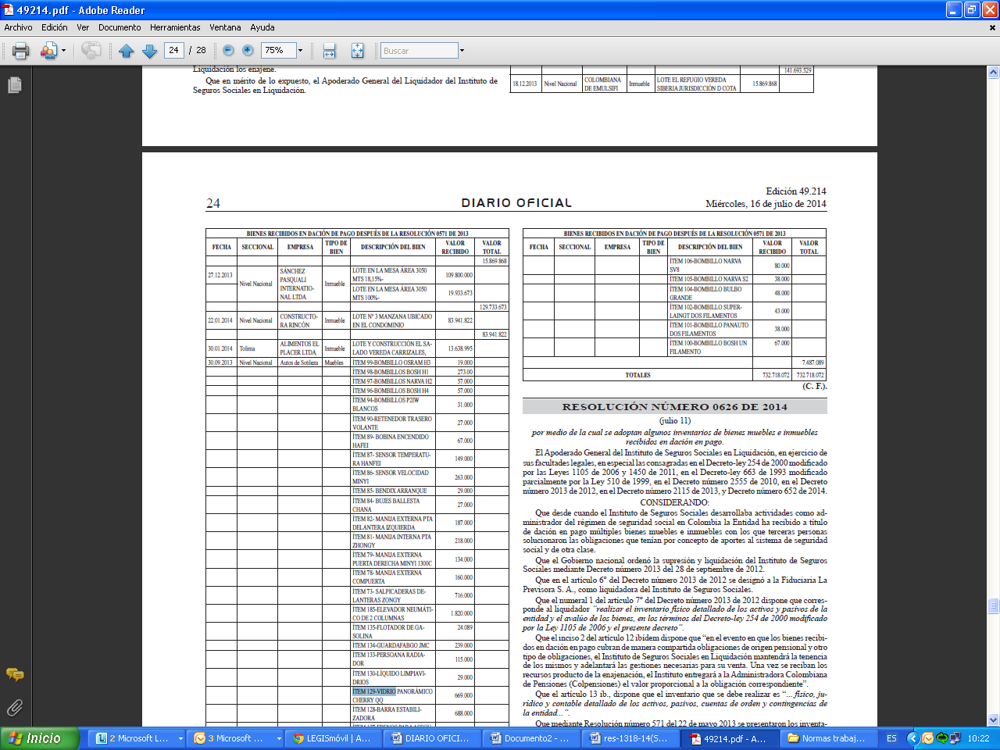 49214.pdf - Adobe Reader
Archivo Edición Ver Documento Herramientas Ventana Ayuda
24 / 28 75% Buscar
Liquidación los enajene.
Que en mérito de lo expuesto, el Apoderado General del Liquidador del Instituto de
Seguros Sociales en Liquidación.
141.693.529
18.12.2013 Nivel Nacional COLOMBIANA DE EMULSIFI Inmueble LOTE EL REFUGIO VEREDA SIBERIA JURISDICCIÓN D COTA 15.869.868
24 DIARIO OFICIAL
Edición 49.214
Miércoles, 16 de julio de 2014
BIENES RECIBIDOS EN DACIÓN DE PAGO DESPUÉS DE LA RESOLUCIÓN 0571 DE 2013
FECHA SECCIONAL EMPRESA TIPO DE BIEN DESCRIPCIÓN DEL BIEN VALOR RECIBIDO VALOR TOTAL
15.869.868
27.12.2013 Nivel Nacional SÁNCHEZ PASQUALI INTERNATIO-NAL LTDA. Inmueble LOTE EN LA MESA ÁREA 3050 MTS 18,15%- 109.800.000
LOTE EN LA MESA ÁREA 3050 MTS 100%- 19.933.673
129.733.673
22.01.2014 Nivel Nacional CONSTRUCTO-RA RINCÓN Inmueble LOTE Nº 3 MANZANA UBICADO EN EL CONDOMINIO 83.941.822
83.941.822
30.01.2014 Tolima ALIMENTOS EL PLACER LTDA. Inmueble LOTE Y CONSTRUCCIÓN EL SA-LADO VEREDA CARRIZALES, 13.638.995
30.09.2013 Nivel Nacional Autos de Sotileza Muebles ÍTEM 99-BOMBILLO OSRAM H3 19.000
ÍTEM 98-BOMBILLOS BOSH H1 273.00
ÍTEM 97-BOMBILLOS NARVA H2 57.000
ÍTEM 96-BOMBILLOS BOSH H4 57.000
ÍTEM 94-BOMBILLOS P2IW BLANCOS 31.000
ÍTEM 90-RETENEDOR TRASERO VOLANTE 27.000
ÍTEM 89- BOBINA ENCENDIDO HAFEI 67.000
ÍTEM 87- SENSOR TEMPERATU-RA HANFEI 149.000
ÍTEM 86- SENSOR VELOCIDAD MINYI 263.000
ÍTEM 85- BENDIX ARRANQUE 29.000
ÍTEM 84- BUJES BALLESTA CHANA 27.000
ÍTEM 82- MANIJA EXTERNA PTA DELANTERA IZQUIERDA 187.000
ÍTEM 81- MANIJA INTERNA PTA ZHONGY 218.000
ÍTEM 79- MANIJA EXTERNA PUERTA DERECHA MINYI 1300C 134.000
ÍTEM 78- MANIJA EXTERNA COMPUERTA 160.000
ÍTEM 73- SALPICADERAS DE-LANTERAS ZONGY 716.000
ÍTEM 185-ELEVADOR NEUMÁTI-CO DE 2 COLUMNAS 1.820.000
ÍTEM 135-FLOTADOR DE GA-SOLINA 24.089
ÍTEM 134-GUARDAFABGO JMC 239.000
ÍTEM 133-PERSOANA RADIA-DOR 115.000
ÍTEM 130-LÍQUIDO LIMPIAVI-DRIOS 29.000
ÍTEM 129-VIDRIO PANORÁMICO CHERRY QQ 669.000
ÍTEM 128-BARRA ESTABILI-ZADORA 688.000
BIENES RECIBIDOS EN DACIÓN DE PAGO DESPUÉS DE LA RESOLUCIÓN 0571 DE 2013
FECHA SECCIONAL EMPRESA TIPO DE BIEN DESCRIPCIÓN DEL BIEN VALOR RECIBIDO VALOR TOTAL
ÍTEM 106-BOMBILLO NARVA SV8 80.000
ÍTEM 105-BOMBILLO NARVA S2 38.000
ÍTEM 104-BOMBILLO BULBO GRANDE 48.000
ÍTEM 102-BOMBILLO SUPER-LAINGT DOS FILAMENTOS 43.000
ÍTEM 101-BOMBILLO PANAUTO DOS FILAMENTOS 38.000
ÍTEM 100-BOMBILLO BOSH UN FILAMENTO 67.000
7.487.089
TOTALES 732.718.072 732.718.072
(C. F.).
RESOLUCIÓN NÚMERO 0626 DE 2014
(julio 11)
por medio de la cual se adoptan algunos inventarios de bienes muebles e inmuebles
recibidos en dación en pago.
El Apoderado General del Instituto de Seguros Sociales en Liquidación, en ejercicio de
sus facultades legales, en especial las consagradas en el Decreto-ley 254 de 2000 modificado
por las Leyes 1105 de 2006 y 1450 de 2011, en el Decreto-ley 663 de 1993 modificado
parcialmente por la Ley 510 de 1999, en el Decreto número 2555 de 2010, en el Decreto
número 2013 de 2012, en el Decreto número 2115 de 2013, y Decreto número 652 de 2014.
CONSIDERANDO:
Que desde cuando el Instituto de Seguros Sociales desarrollaba actividades como ad-
ministrador del régimen de seguridad social en Colombia la Entidad ha recibido a título
de dación en pago múltiples bienes muebles e inmuebles con los que terceras personas
solucionaron las obligaciones que tenían por concepto de aportes al sistema de seguridad
social y de otra clase.
Que el Gobierno nacional ordenó la supresión y liquidación del Instituto de Seguros
Sociales mediante Decreto número 2013 del 28 de septiembre de 2012.
Que en el artículo 6° del Decreto número 2013 de 2012 se designó a la Fiduciaria La
Previsora S. A., como liquidadora del Instituto de Seguros Sociales.
Que el numeral 1 del artículo 7° del Decreto número 2013 de 2012 dispone que corres-
ponde al liquidador "realizar el inventario físico detallado de los activos y pasivos de la
entidad y el avalúo de los bienes, en los términos del Decreto-ley 254 de 2000 modificado
por la Ley 1105 de 2006 y el presente decreto".
Que el inciso 2 del artículo 12 ibídem dispone que "en el evento en que los bienes recibi-
dos en dación en pago cubran de manera compartida obligaciones de origen pensional y otro
tipo de obligaciones, el Instituto de Seguros Sociales en Liquidación mantendrá la tenencia
de los mismos y adelantará las gestiones necesarias para su venta. Una vez se reciban los
recursos producto de la enajenación, el Instituto entregará a la Administradora Colombiana
de Pensiones (Colpensiones) el valor proporcional a la obligación correspondiente".
Que el artículo 13 ib., dispone que el inventario que se debe realizar es "... físico, ju-
rídico y contable detallado de los activos, pasivos, cuentas de orden y contingencias de
la entidad...".
Que mediante Resolución número 571 del 22 de mayo 2013 se presentaron los inventa-
Inicio 2 Microsoft L... 3 Microsoft ... LEGISmóvil | A... DIARIO OFICI... Documento2 - ... res-1318-14(S... 49214.pdf - A... Normas trabaj... ES 10:22